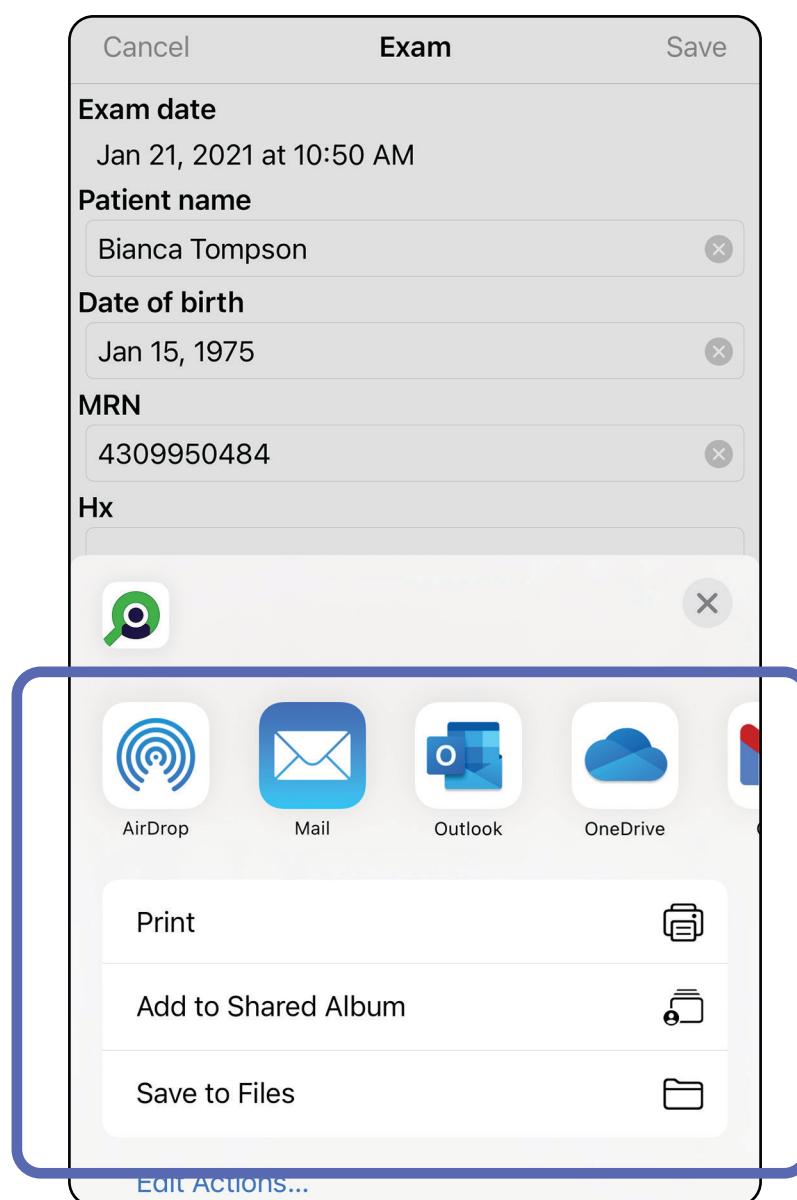 Cancel Exam Save
Exam date
Jan 21, 2021 at 10:50 AM
Patient name
Bianca Tompson
Date of birth
Jan 15, 1975
MRN
4309950484
Hx
AirDrop Mail Outlook OneDrive
Print
Add to Shared Album
Save to Files
Edit Actions...